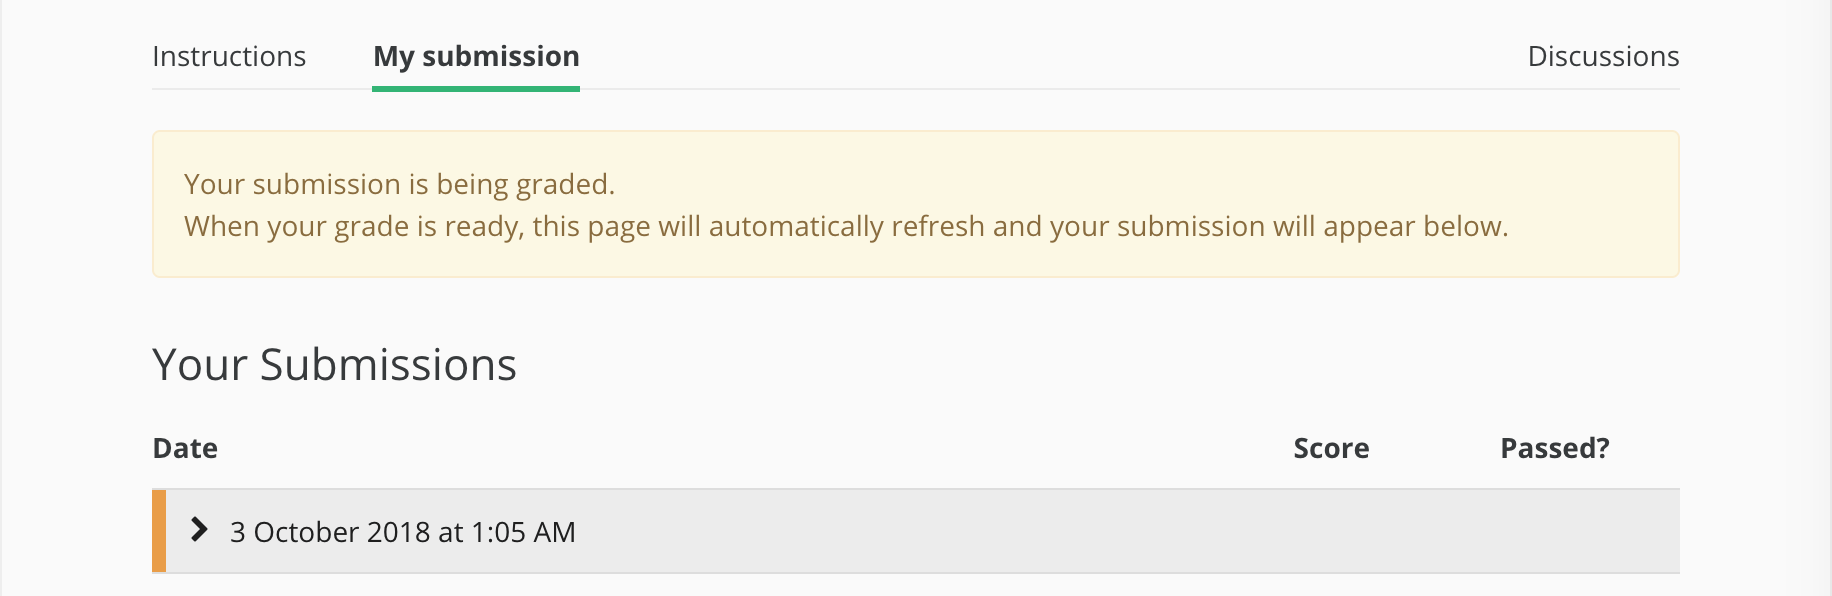 Instructions My submission Discussions
Your submission is being graded.
When your grade is ready, this page will automatically refresh and your submission will appear below.
Your Submissions
Date Score Passed?
3 October 2018 at 1:05 AM